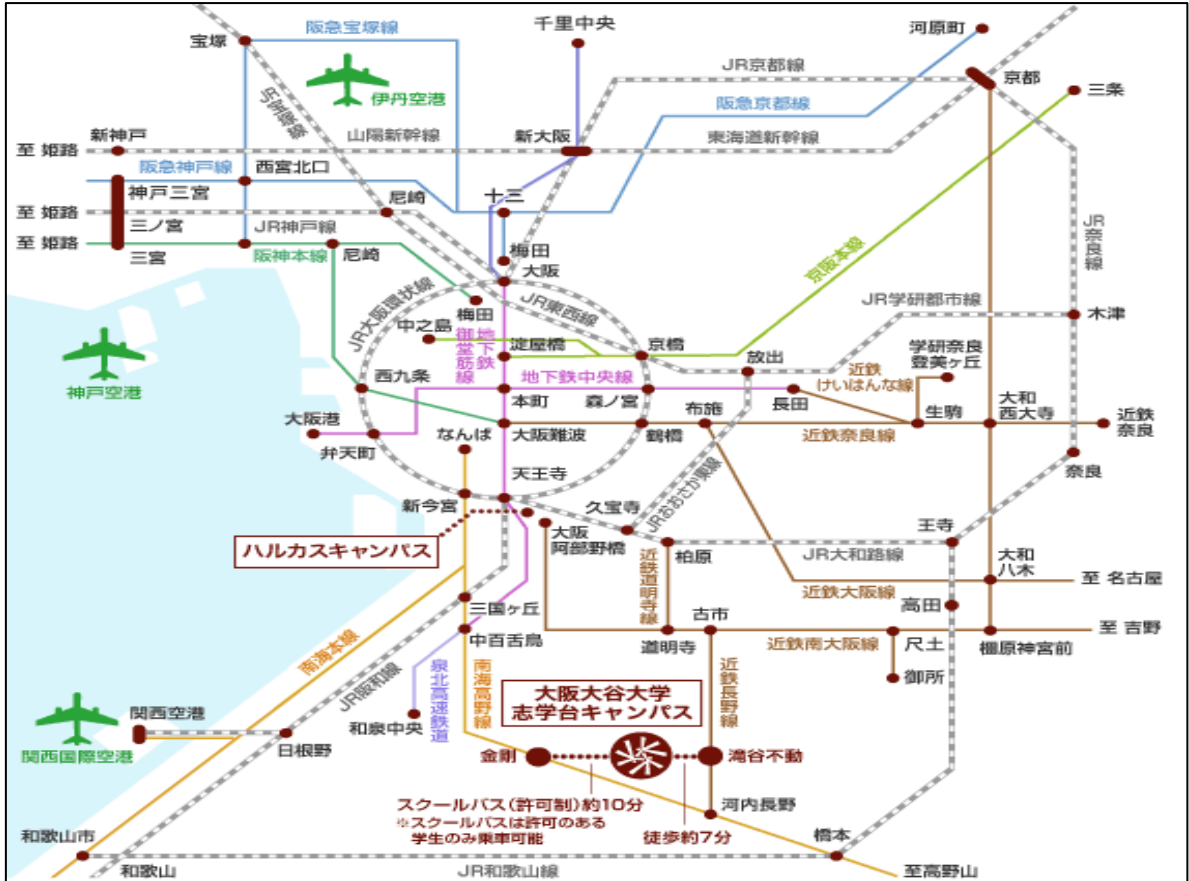 千里中央
河原町
宝塚
阪急宝塚線
JR京都線
京都
伊丹空港
阪急京都線
三条
JR宝塚線
新神戸
山陽新幹線
新大阪
東海道新幹線
至 姫路
阪急神戸線
西宮北口
神戸三宮
尼崎
十三
至 姫路
三ノ宮
JR神戸線
梅田
京阪本線
JR奈良線
至 姫路
三宮
阪神本線
尼崎
大阪
JR大阪環状線
梅田
JR東西線
JR学研都市線
木津
中之島
地下鉄
御堂筋線
淀屋橋
京橋
放出
学研奈良
登美ヶ丘
神戸空港
西九条
地下鉄中央線
近鉄
けいはんな線
本町
森ノ宮
長田
布施
生駒
大和
西大寺
近鉄
奈良
大阪港
弁天町
なんば
大阪難波
鶴橋
近鉄奈良線
奈良
天王寺
新今宮
久宝寺
JRおおさか東線
王寺
ハルカスキャンパス
大阪
阿部野橋
近鉄道明寺線
柏原
JR大和路線
大和
八木
近鉄大阪線
至 名古屋
三国ヶ丘
古市
高田
中百舌鳥
道明寺
近鉄南大阪線
尺土
橿原神宮前
至 吉野
南海本線
JR阪和線
泉北高速鉄道
南海高野線
大阪大谷大学
志学台キャンパス
近鉄長野線
御所
関西空港
和泉中央
関西国際空港
日根野
金剛
滝谷不動
スクールバス(許可制)約10分
※スクールバスは許可のある
学生のみ乗車可能
徒歩約7分
河内長野
和歌山市
橋本
和歌山
JR和歌山線
至高野山